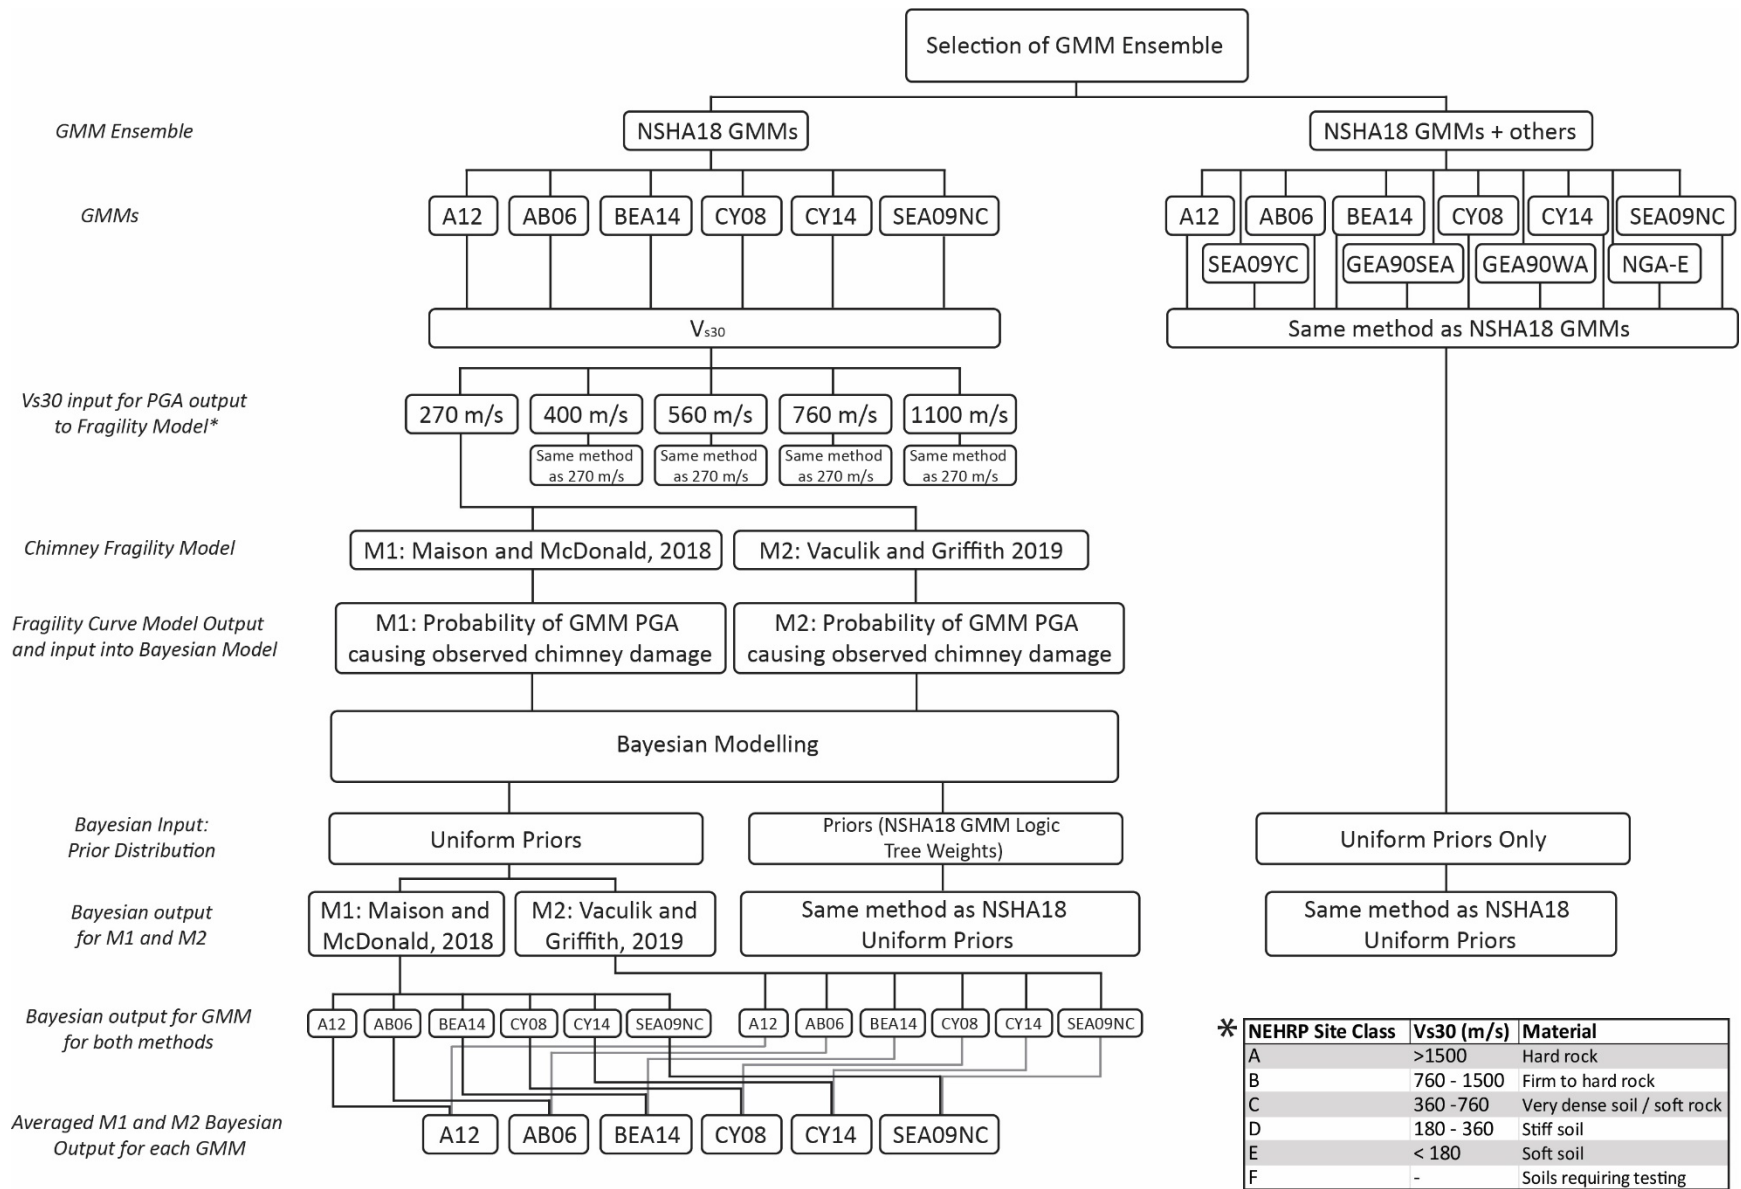 Selection of GMM Ensemble
GMM Ensemble
NSHA18 GMMs
NSHA18 GMMs + others
GMMs
A12
AB06
BEA14
CY08
CY14
SEA09NC
A12
AB06
BEA14
CY08
CY14
SEA09NC
SEA09YC
GEA90SEA
GEA90WA
NGA-E
Vs30
Same method as NSHA18 GMMs
Vs30 input for PGA output
to Fragility Model*
270 m/s
400 m/s
560 m/s
760 m/s
1100 m/s
Same method
as 270 m/s
Same method
as 270 m/s
Same method
as 270 m/s
Same method
as 270 m/s
Chimney Fragility Model
M1: Maison and McDonald, 2018
M2: Vaculik and Griffith 2019
Fragility Curve Model Output
and input into Bayesian Model
M1: Probability of GMM PGA
causing observed chimney damage
M2: Probability of GMM PGA
causing observed chimney damage
Bayesian Modelling
Bayesian Input:
Prior Distribution
Uniform Priors
Priors (NSHA18 GMM Logic
Tree Weights)
Uniform Priors Only
Bayesian output
for M1 and M2
M1: Maison and
McDonald, 2018
M2: Vaculik and
Griffith, 2019
Same method as NSHA18
Uniform Priors
Same method as NSHA18
Uniform Priors
Bayesian output for GMM
for both methods
A12
AB06
BEA14
CY08
CY14
SEA09NC
A12
AB06
BEA14
CY08
CY14
SEA09NC
Averaged M1 and M2 Bayesian
Output for each GMM
A12
AB06
BEA14
CY08
CY14
SEA09NC
* NEHRP Site Class Vs30 (m/s) Material
A >1500 Hard rock
B 760 - 1500 Firm to hard rock
C 360 -760 Very dense soil / soft rock
D 180 - 360 Stiff soil
E < 180 Soft soil
F - Soils requiring testing